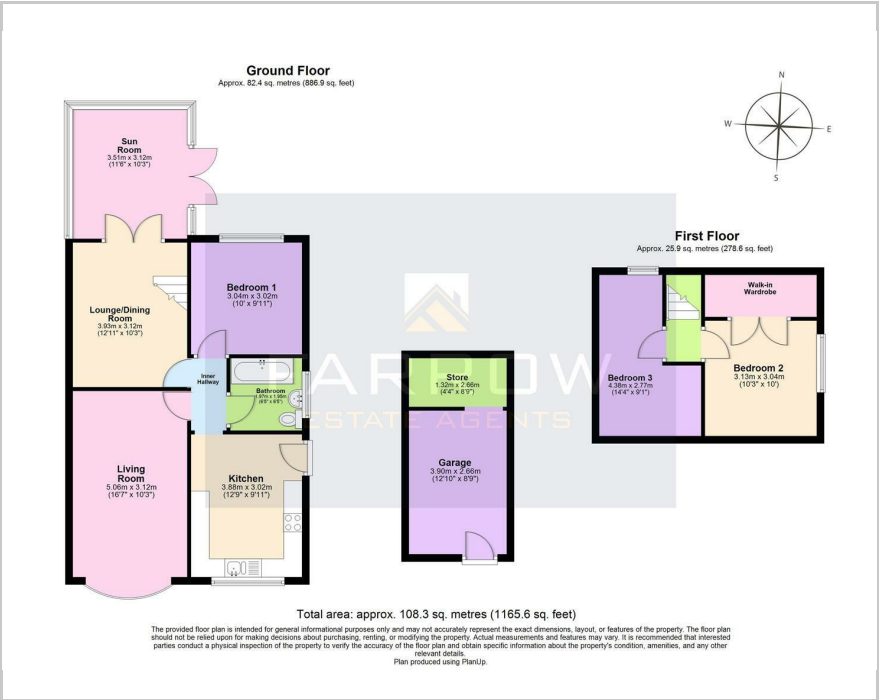 Ground Floor
Approx. 82.4 sq. metres (886.9 sq. feet)
N
W
E
S
Sun
Room
3.51m x 3.12m
(11'6" x 10'3")
First Floor
Approx. 25.9 sq. metres (278.6 sq. feet)
Bedroom 1
3.04m x 3.02m
(10' x 9'11")
Lounge/Dining
Room
3.93m x 3.12m
(12'11" x 10'3")
Walk-in
Wardrobe
Inner
Hallway
Bathroom
1.97m x 1.95m
(6'5" x 6'5")
Store
1.32m x 2.66m
(4'4" x 8'9")
Bedroom 3
4.38m x 2.77m
(14'4" x 9'1")
Bedroom 2
3.13m x 3.04m
(10'3" x 10')
ESTATE AGENTS
Living
Room
5.06m x 3.12m
(16'7" x 10'3")
Kitchen
3.88m x 3.02m
(12'9" x 9'11")
Garage
3.90m x 2.66m
(12'10" x 8'9")
Total area: approx. 108.3 sq. metres (1165.6 sq. feet)
The provided floor plan is intended for general informational purposes only and may not accurately represent the exact dimensions, layout, or features of the property. The floor plan
should not be relied upon for making decisions about purchasing, renting, or modifying the property. Actual measurements and features may vary. It is recommended that interested
parties conduct a physical inspection of the property to verify the accuracy of the floor plan and obtain specific information about the property's condition, amenities, and any other
relevant details.
Plan produced using PlanUp.